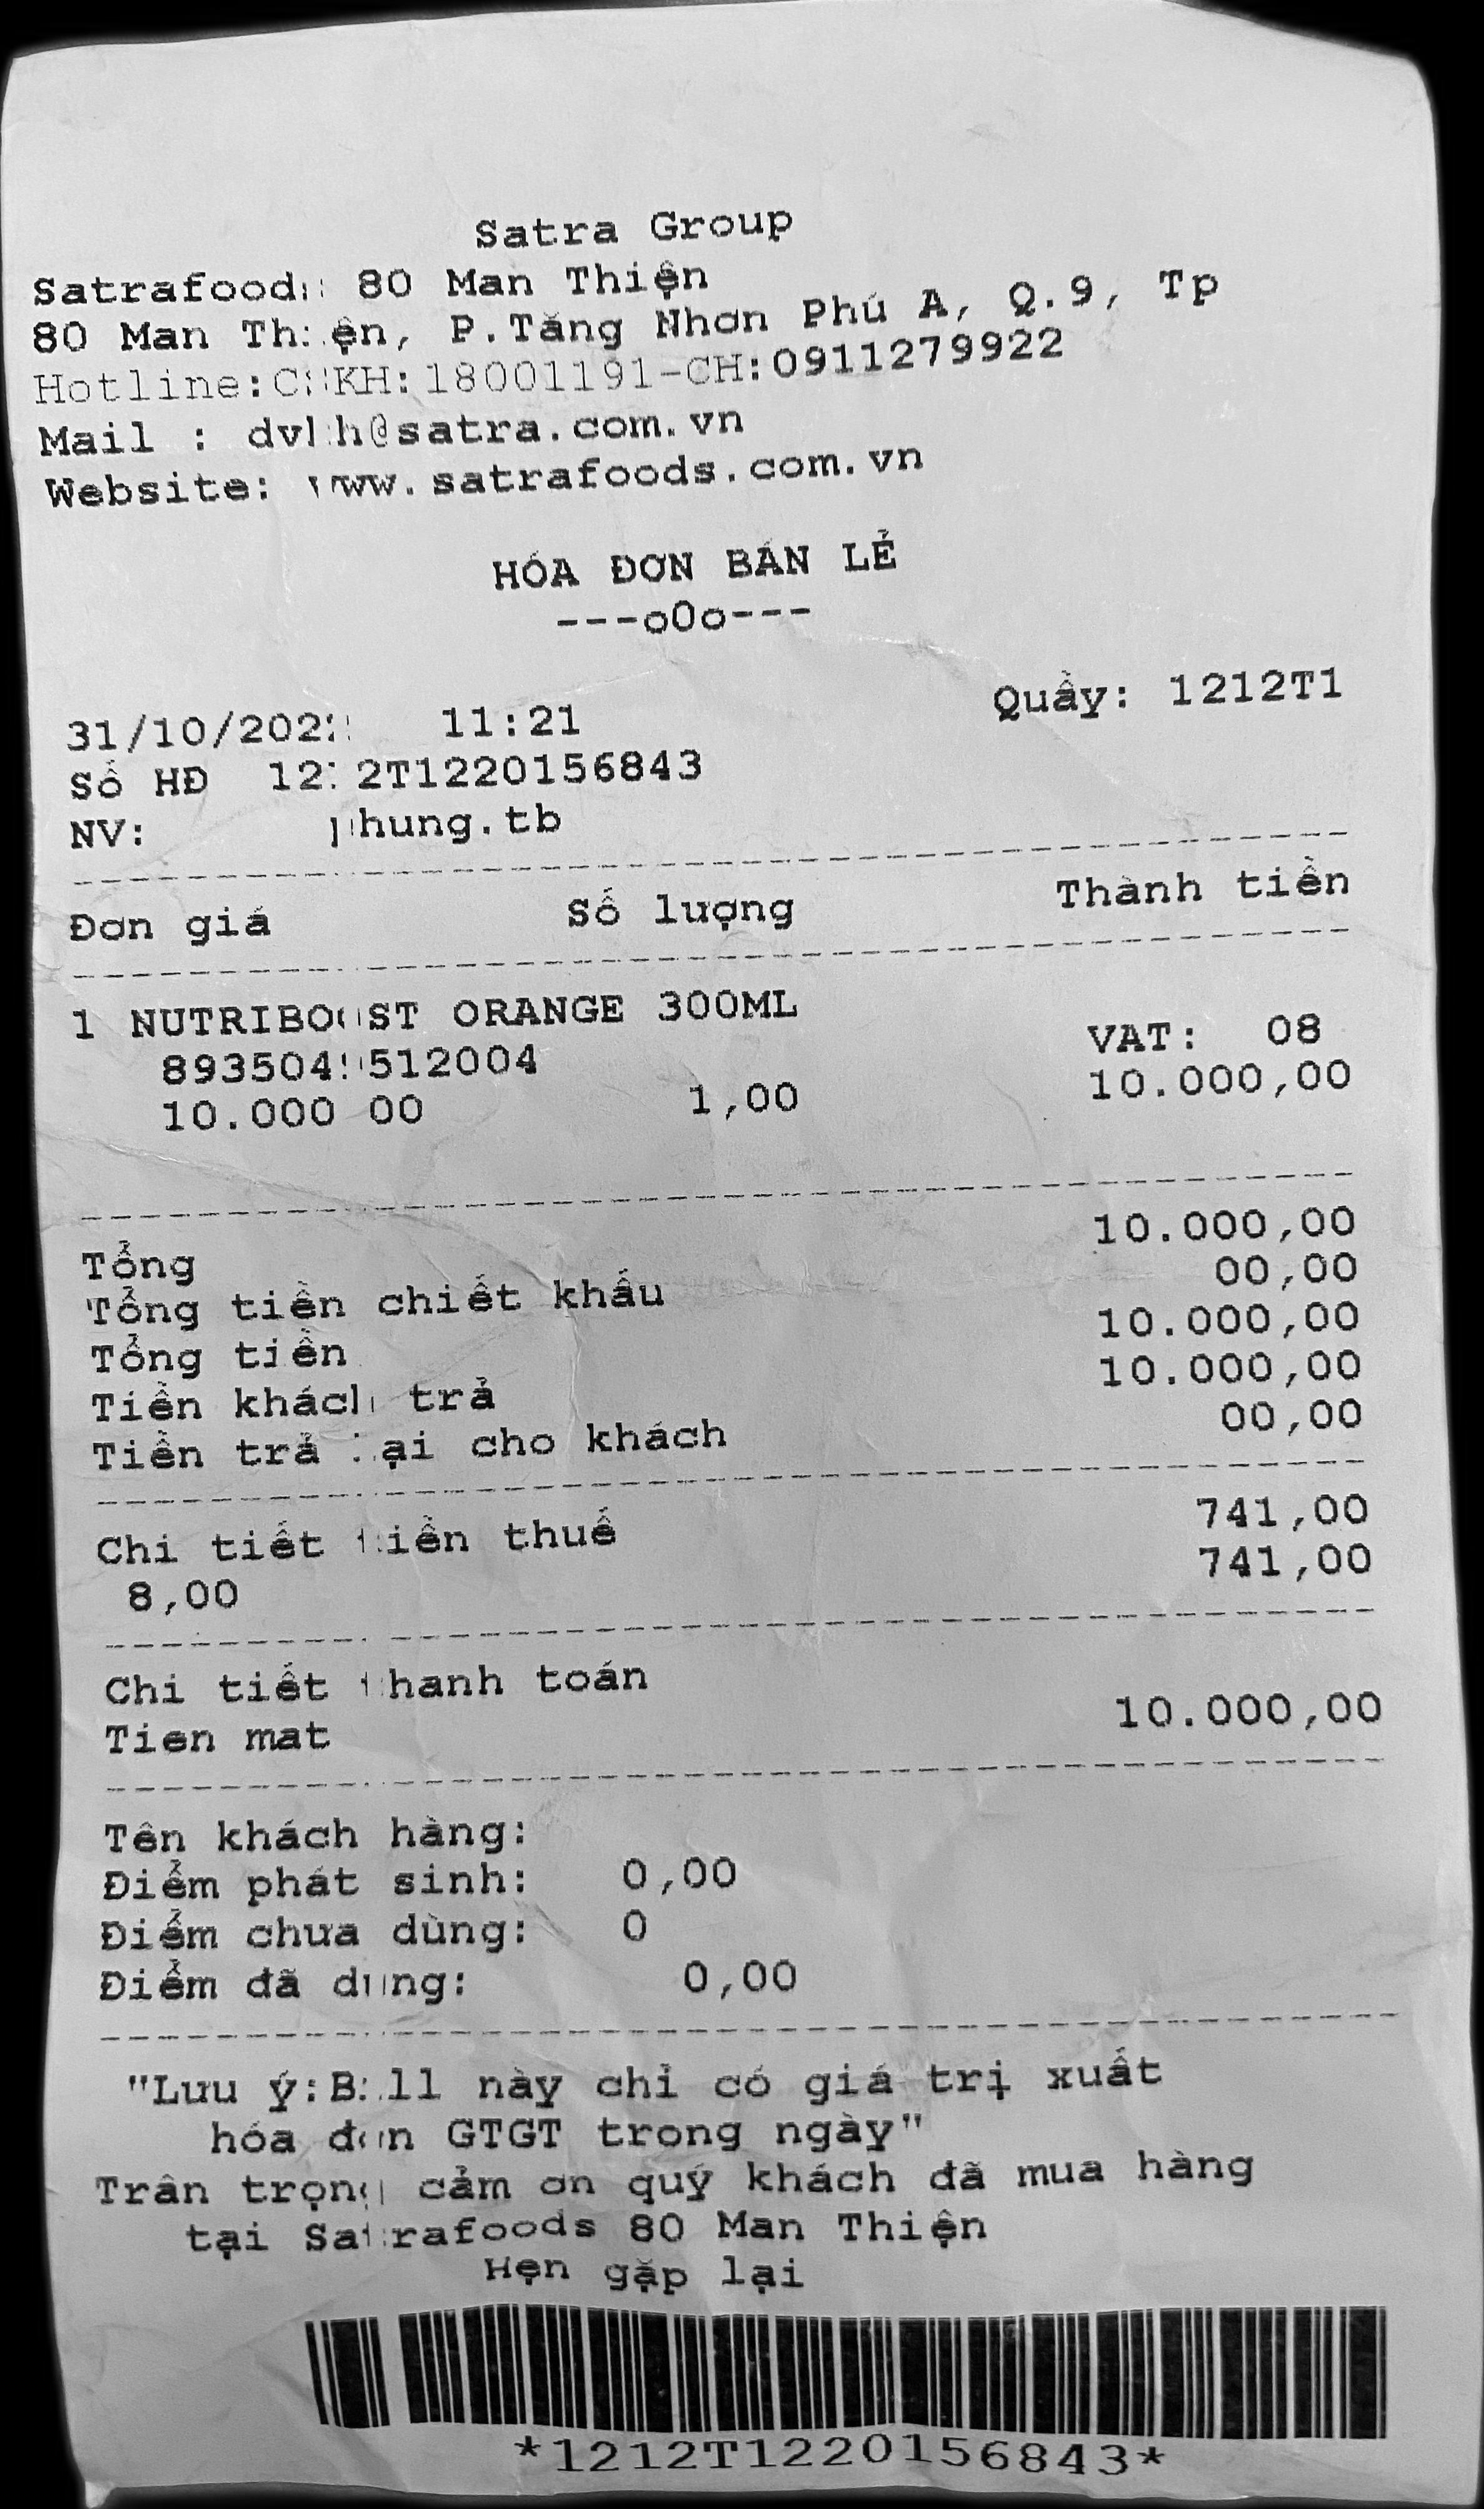 Satra Group
Satrafoods 80 Man Thiện
80 Man Thiện, P.Tăng Nhơn Phú A, Q.9, Tp
Hotline:CSKH:18001191-CH:0911279922
Mail : dvkh@satra.com.vn
Website: www.satrafoods.com.vn
HÓA ĐƠN BÁN LẺ
---oOo---
Quầy: 1212T1
31/10/2022 11:21
Số HĐ 1212T1220156843
NV: phung.tb
Đơn giá Số lượng Thành tiền
1 NUTRIBOOST ORANGE 300ML
8935049512004 VAT: 08
10.000 00 1,00 10.000,00
Tổng 10.000,00
Tổng tiền chiết khấu 00,00
Tổng tiền 10.000,00
Tiền khách trả 10.000,00
Tiền trả lại cho khách 00,00
Chi tiết tiền thuế 741,00
8,00 741,00
Chi tiết thanh toán
Tien mat 10.000,00
Tên khách hàng:
Điểm phát sinh: 0,00
Điểm chưa dùng: 0
Điểm đã dùng: 0,00
"Lưu ý:Bill này chỉ có giá trị xuất
hóa đơn GTGT trong ngày"
Trân trọng cảm ơn quý khách đã mua hàng
tại Satrafoods 80 Man Thiện
Hẹn gặp lại
*1212T1220156843*